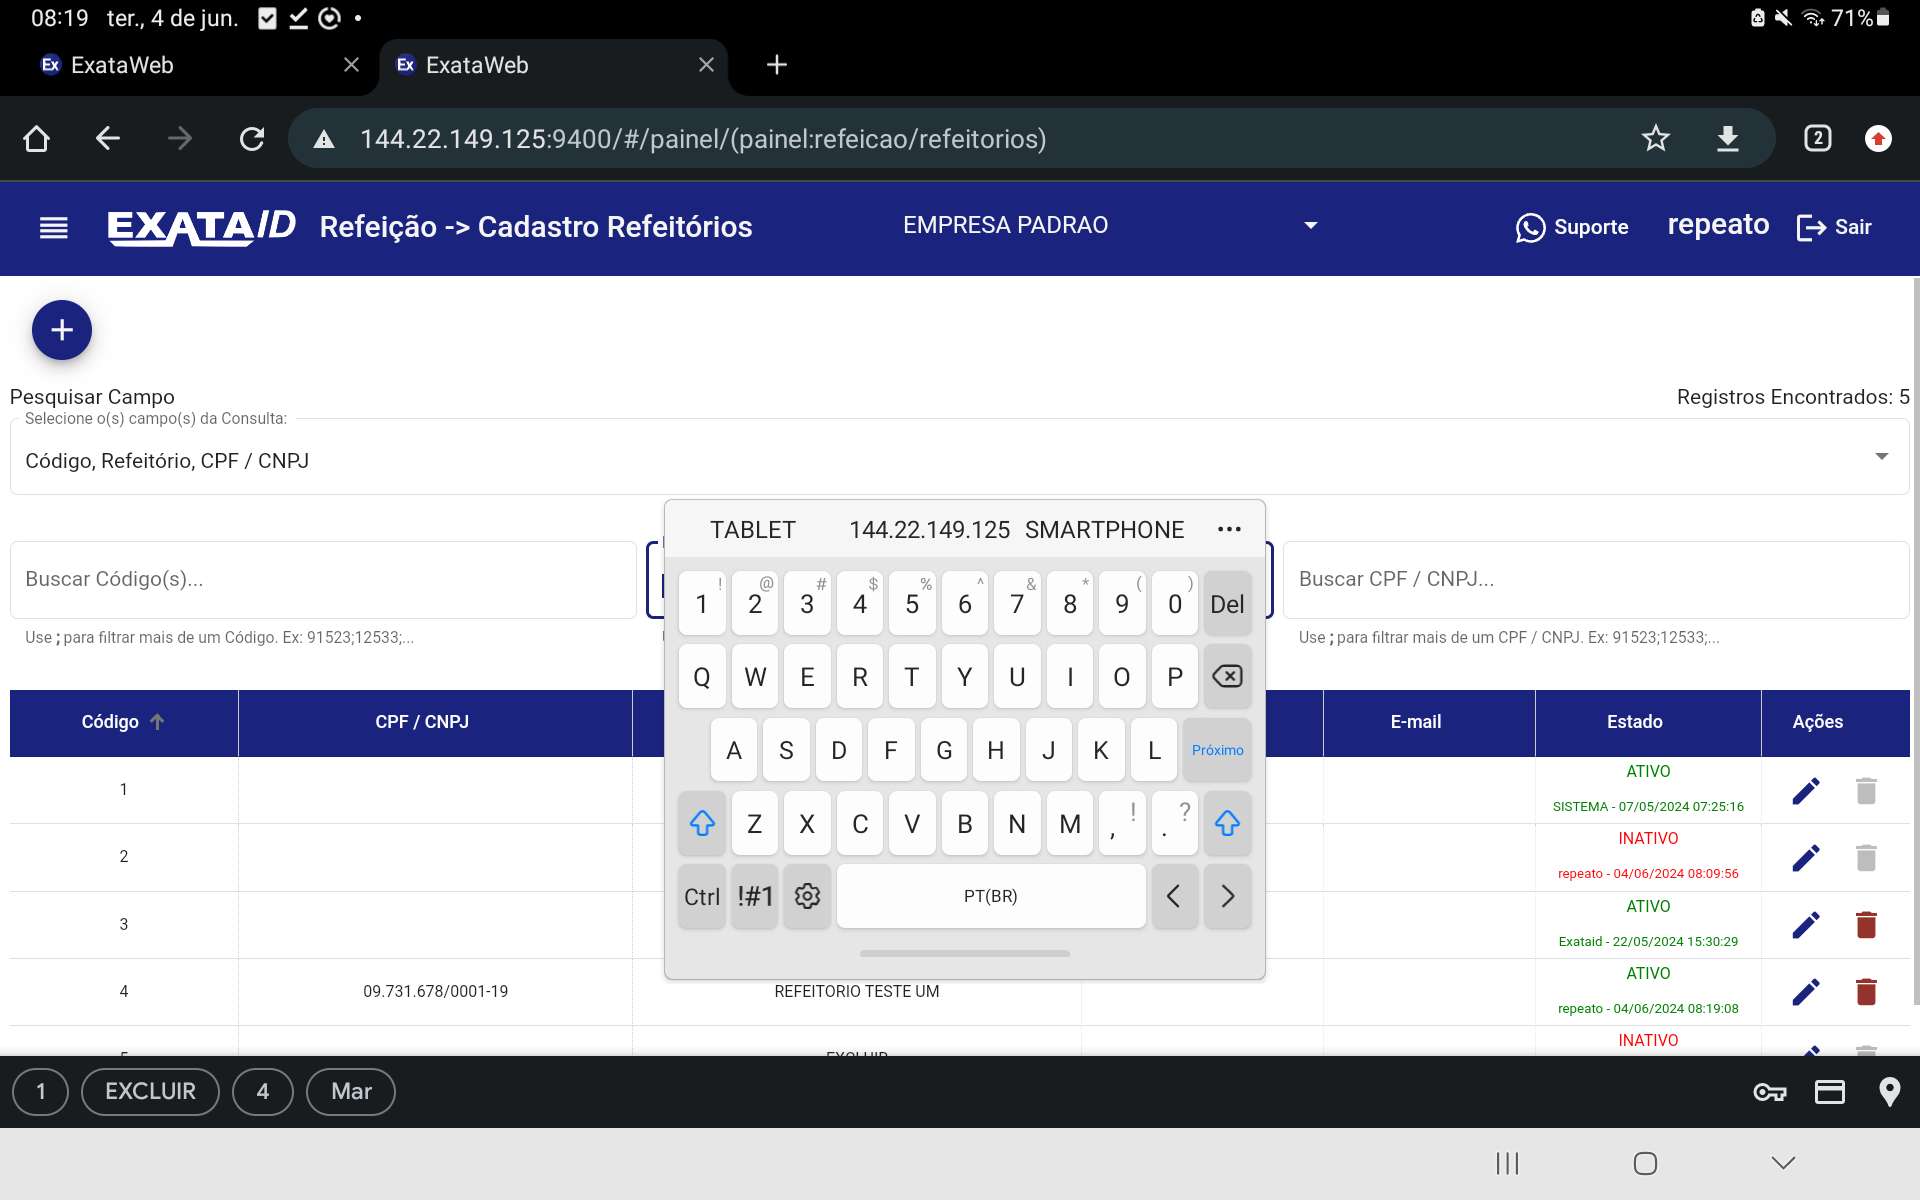 08:19 ter., 4 de jun.
71%
Ex ExataWeb
Ex ExataWeb
144.22.149.125:9400/#/painel/(painel:refeicao/refeitorios)
2
EXATA/D Refeição -> Cadastro Refeitórios
EMPRESA PADRAO
Suporte
repeato
Sair
Pesquisar Campo
Registros Encontrados: 5
Selecione o(s) campo(s) da Consulta:
Código, Refeitório, CPF / CNPJ
Buscar Código(s)...
Buscar CPF / CNPJ...
Use ; para filtrar mais de um Código. Ex: 91523;12533;...
Use ; para filtrar mais de um CPF / CNPJ. Ex: 91523;12533;...
TABLET 144.22.149.125 SMARTPHONE ...
! @ # $ % ^ & * ( )
1 2 3 4 5 6 7 8 9 0 Del
Q W E R T Y U I O P
A S D F G H J K L Próximo
Z X C V B N M , ! . ?
Ctrl !#1 PT(BR) < >
Código CPF / CNPJ E-mail Estado Ações
1 ATIVO
SISTEMA - 07/05/2024 07:25:16
2 INATIVO
repeato - 04/06/2024 08:09:56
3 ATIVO
Exataid - 22/05/2024 15:30:29
4 09.731.678/0001-19 REFEITORIO TESTE UM ATIVO
repeato - 04/06/2024 08:19:08
5 EXCLUIR INATIVO
1 EXCLUIR 4 Mar